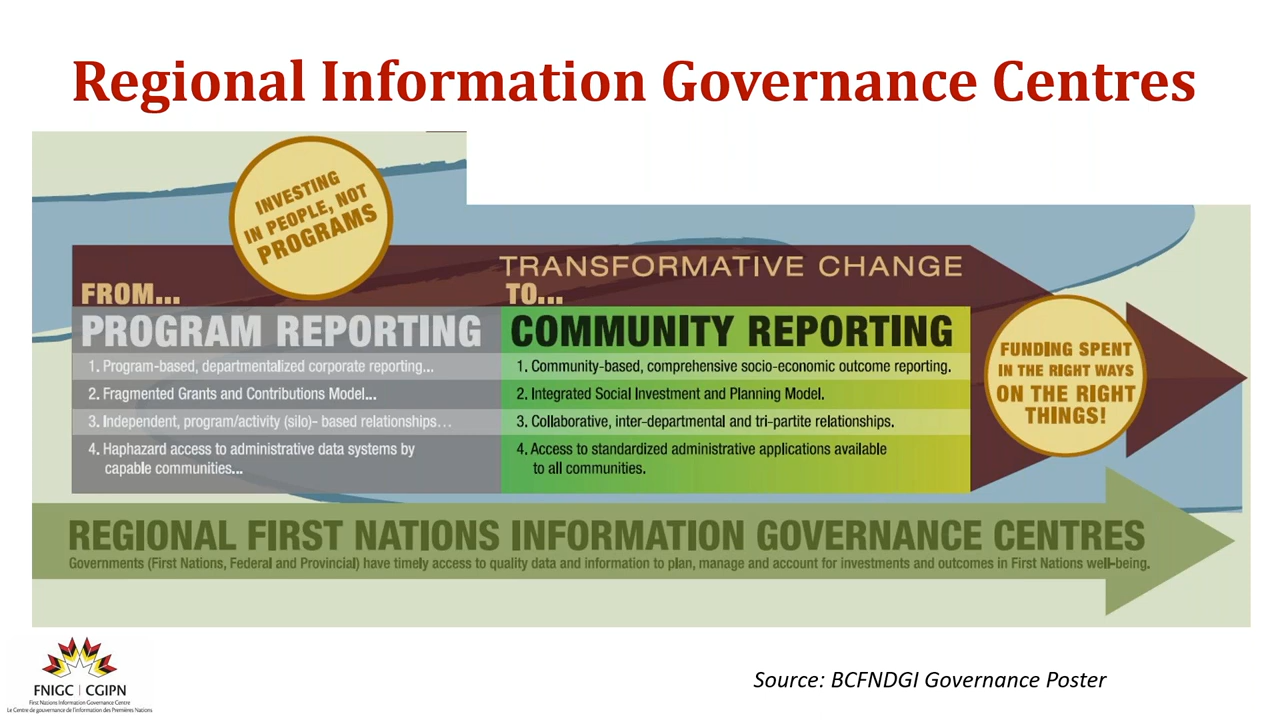 Regional Information Governance Centres
INVESTING
IN PEOPLE, NOT
PROGRAMS
TRANSFORMATIVE CHANGE
FROM...
TO...
PROGRAM REPORTING
1. Program-based, departmentalized corporate reporting...
2. Fragmented Grants and Contributions Model...
3. Independent, program/activity (silo)- based relationships...
4. Haphazard access to administrative data systems by
capable communities...
COMMUNITY REPORTING
1. Community-based, comprehensive socio-economic outcome reporting.
2. Integrated Social Investment and Planning Model.
3. Collaborative, inter-departmental and tri-partite relationships.
4. Access to standardized administrative applications available
to all communities.
FUNDING SPENT
IN THE RIGHT WAYS
ON THE RIGHT
THINGS!
REGIONAL FIRST NATIONS INFORMATION GOVERNANCE CENTRES
Governments (First Nations, Federal and Provincial) have timely access to quality data and information to plan, manage and account for investments and outcomes in First Nations well-being.
FNIGC | CGIPN
First Nations Information Governance Centre
Le Centre de gouvernance de l'information des Premières Nations
Source: BCFNDGI Governance Poster